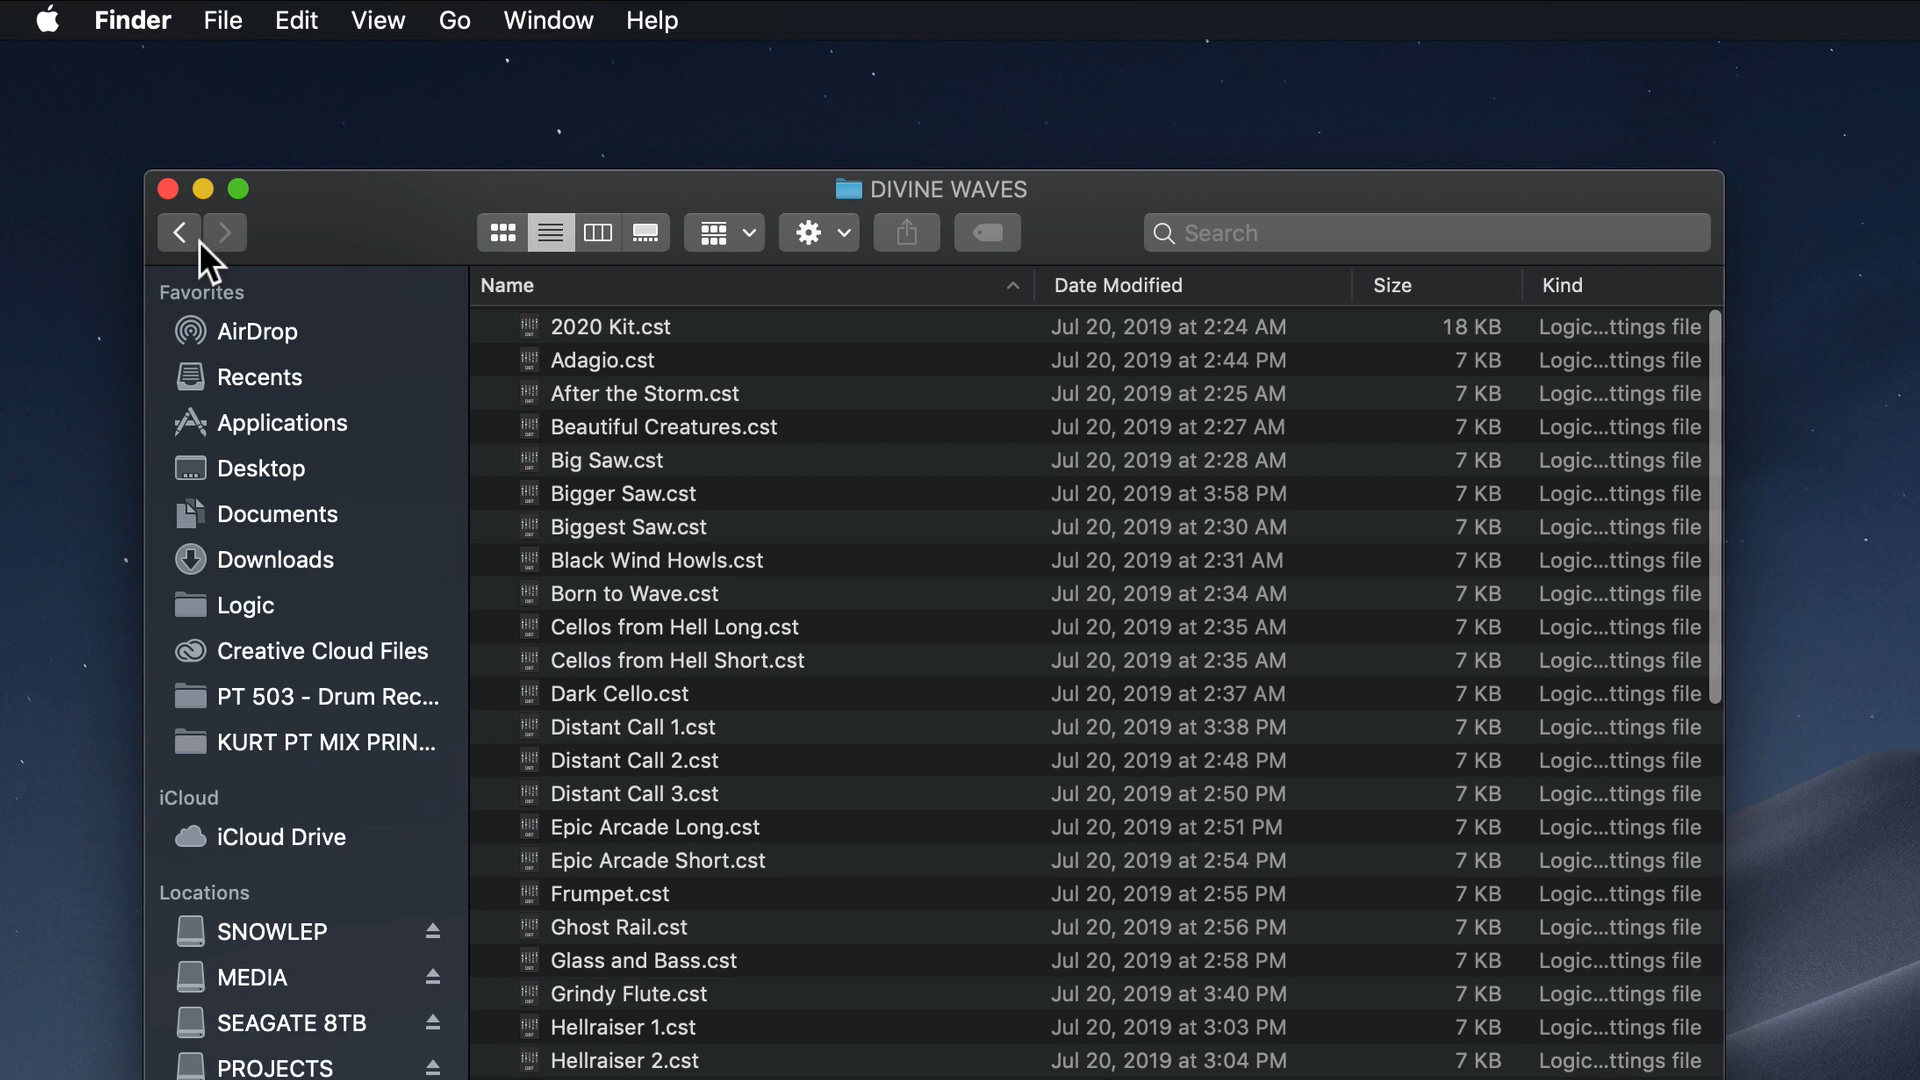 Finder File Edit View Go Window Help
DIVINE WAVES
Search
Favorites
AirDrop
Recents
Applications
Desktop
Documents
Downloads
Logic
Creative Cloud Files
PT 503 - Drum Rec...
KURT PT MIX PRIN...
iCloud
iCloud Drive
Locations
SNOWLEP
MEDIA
SEAGATE 8TB
PROJECTS
Name Date Modified Size Kind
2020 Kit.cst Jul 20, 2019 at 2:24 AM 18 KB Logic...ttings file
Adagio.cst Jul 20, 2019 at 2:44 PM 7 KB Logic...ttings file
After the Storm.cst Jul 20, 2019 at 2:25 AM 7 KB Logic...ttings file
Beautiful Creatures.cst Jul 20, 2019 at 2:27 AM 7 KB Logic...ttings file
Big Saw.cst Jul 20, 2019 at 2:28 AM 7 KB Logic...ttings file
Bigger Saw.cst Jul 20, 2019 at 3:58 PM 7 KB Logic...ttings file
Biggest Saw.cst Jul 20, 2019 at 2:30 AM 7 KB Logic...ttings file
Black Wind Howls.cst Jul 20, 2019 at 2:31 AM 7 KB Logic...ttings file
Born to Wave.cst Jul 20, 2019 at 2:34 AM 7 KB Logic...ttings file
Cellos from Hell Long.cst Jul 20, 2019 at 2:35 AM 7 KB Logic...ttings file
Cellos from Hell Short.cst Jul 20, 2019 at 2:35 AM 7 KB Logic...ttings file
Dark Cello.cst Jul 20, 2019 at 2:37 AM 7 KB Logic...ttings file
Distant Call 1.cst Jul 20, 2019 at 3:38 PM 7 KB Logic...ttings file
Distant Call 2.cst Jul 20, 2019 at 2:48 PM 7 KB Logic...ttings file
Distant Call 3.cst Jul 20, 2019 at 2:50 PM 7 KB Logic...ttings file
Epic Arcade Long.cst Jul 20, 2019 at 2:51 PM 7 KB Logic...ttings file
Epic Arcade Short.cst Jul 20, 2019 at 2:54 PM 7 KB Logic...ttings file
Frumpet.cst Jul 20, 2019 at 2:55 PM 7 KB Logic...ttings file
Ghost Rail.cst Jul 20, 2019 at 2:56 PM 7 KB Logic...ttings file
Glass and Bass.cst Jul 20, 2019 at 2:58 PM 7 KB Logic...ttings file
Grindy Flute.cst Jul 20, 2019 at 3:40 PM 7 KB Logic...ttings file
Hellraiser 1.cst Jul 20, 2019 at 3:03 PM 7 KB Logic...ttings file
Hellraiser 2.cst Jul 20, 2019 at 3:04 PM 7 KB Logic...ttings file